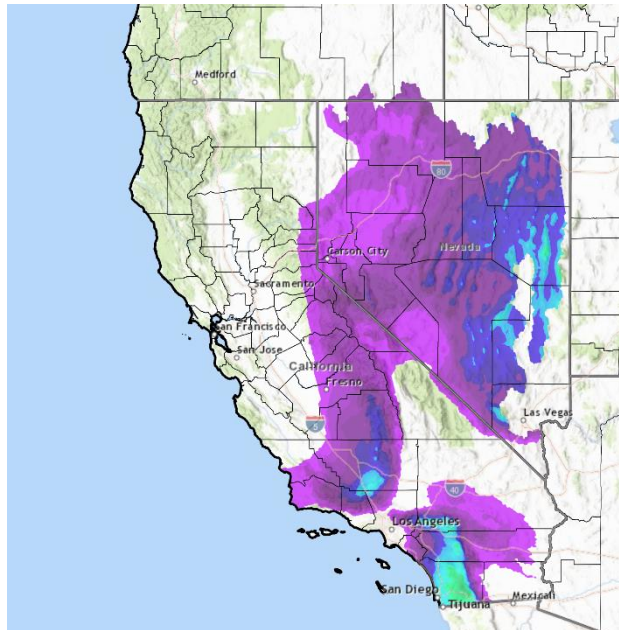 Medford
80
Carson City
Nevada
Sacramento
San Francisco
San Jose
California
Fresno
5
Las Vegas
40
Los Angeles
San Diego
Tijuana
Mexicali